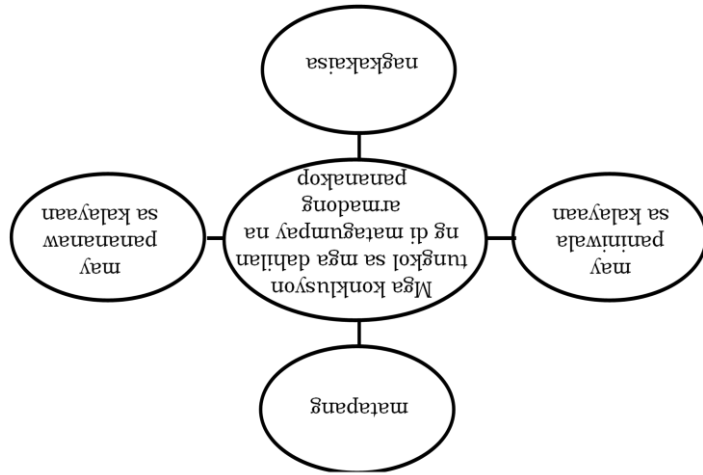 matapang
may
paniniwala
sa kalayaan
Mga konklusyon
tungkol sa mga dahilan
ng di matagumpay na
armadong
pananakop
may
pananaw
sa kalayaan
nagkakaisa